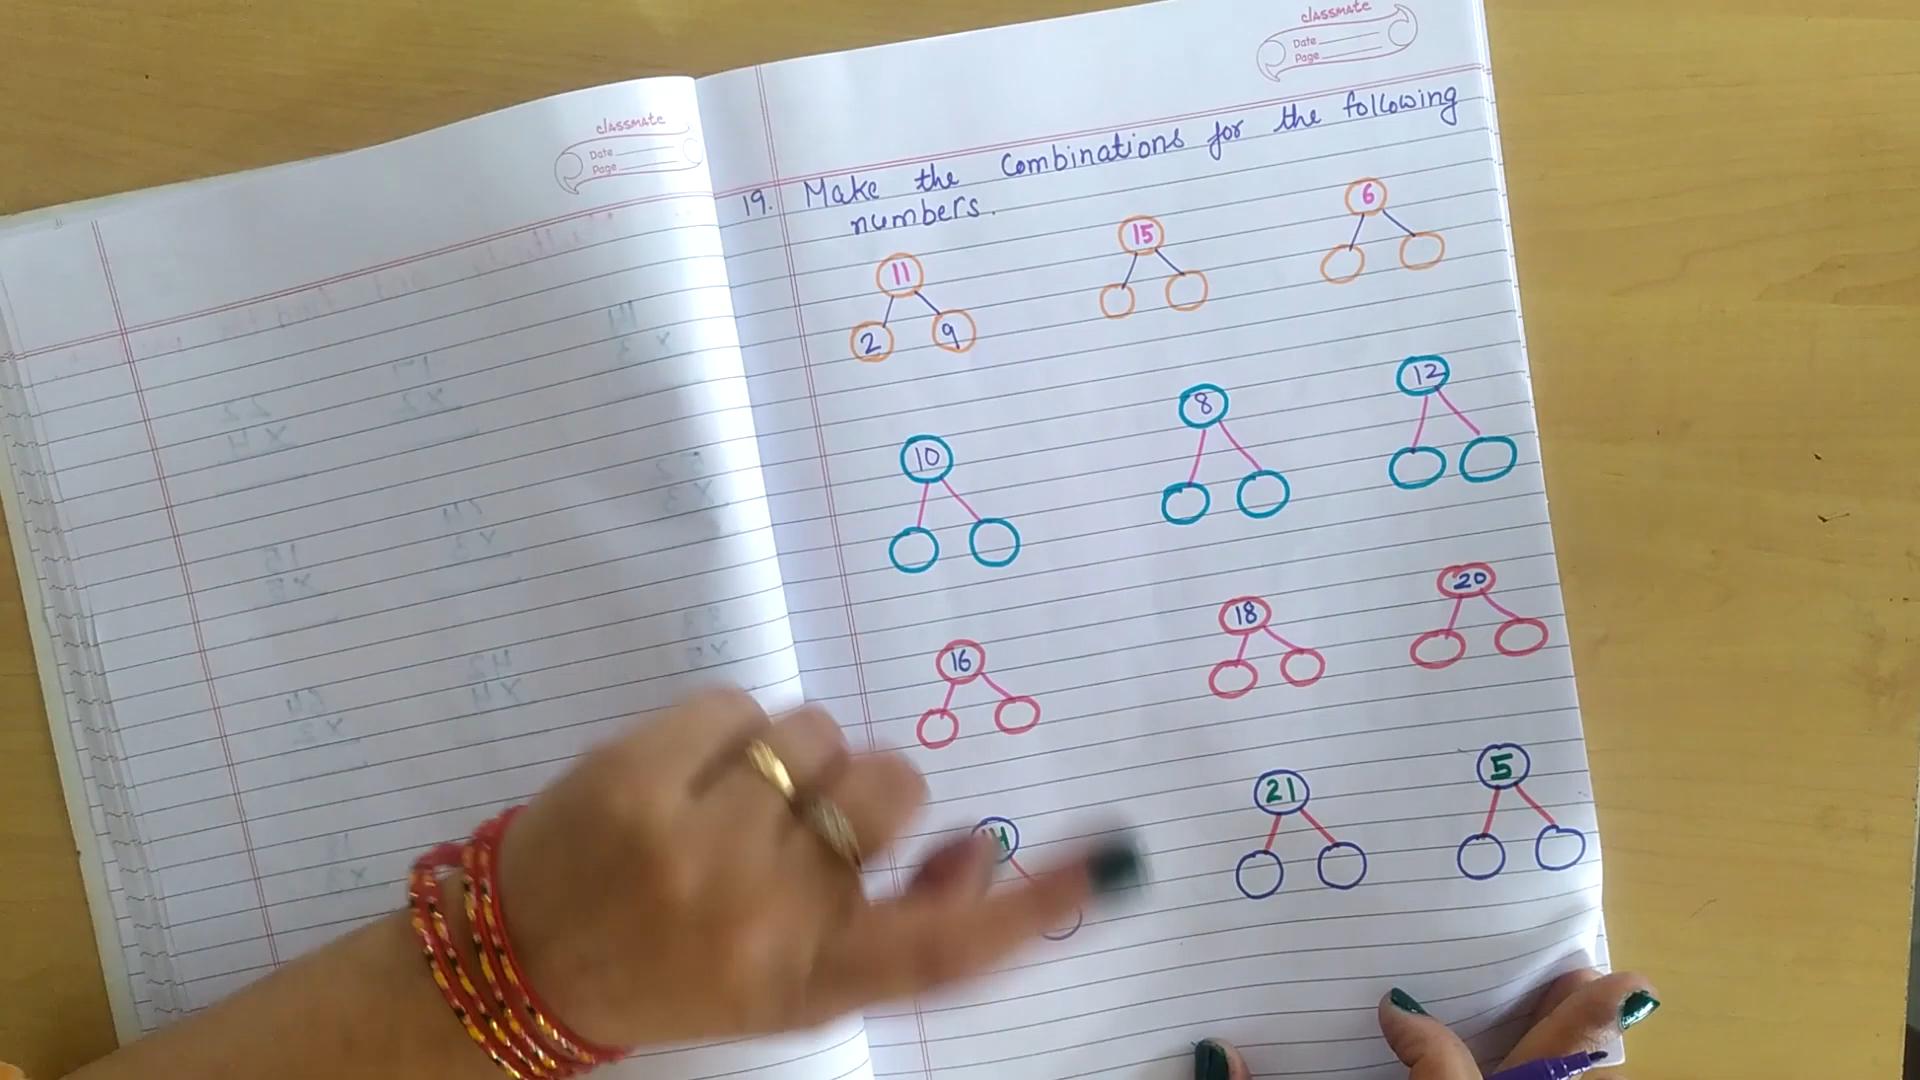 classmate
Date
Page
classmate
Date
Page
19. Make the Combinations for the following
numbers.
11 15 6
2 9
10 8 12
16 18 20
21 5